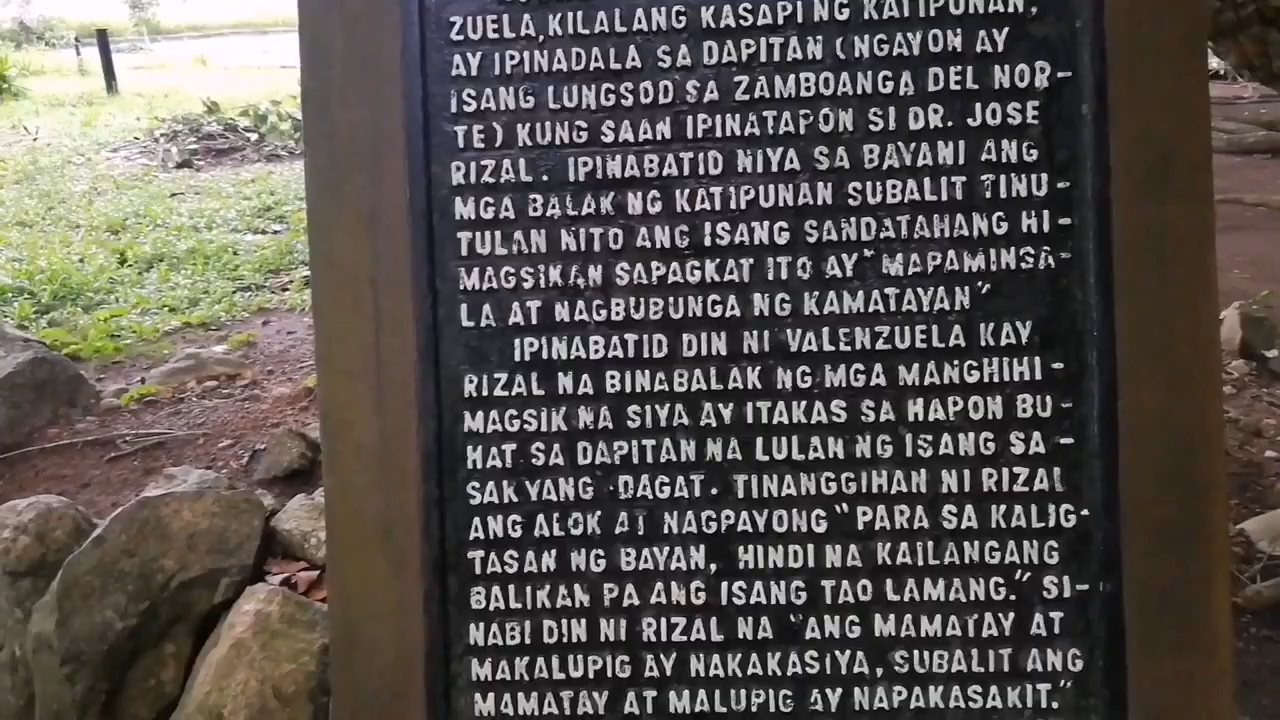 ZUELA, KILALANG KASAPI NG KATIPUNAN,
AY IPINADALA SA DAPITAN (NGAYON AY
ISANG LUNGSOD SA ZAMBOANGA DEL NOR-
TE) KUNG SAAN IPINATAPON SI DR. JOSE
RIZAL. IPINABATID NIYA SA BAYANI ANG
MGA BALAK NG KATIPUNAN SUBALIT TINU-
TULAN NITO ANG ISANG SANDATAHANG HI-
MAGSIKAN SAPAGKAT ITO AY "MAPAMINSA-
LA AT NAGBUBUNGA NG KAMATAYAN"
IPINABATID DIN NI VALENZUELA KAY
RIZAL NA BINABALAK NG MGA MANGHIHI-
MAGSIK NA SIYA AY ITAKAS SA HAPON BU-
HAT SA DAPITAN NA LULAN NG ISANG SA-
SAKYANG DAGAT. TINANGGIHAN NI RIZAL
ANG ALOK AT NAGPAYONG "PARA SA KALIG-
TASAN NG BAYAN, HINDI NA KAILANGANG
BALIKAN PA ANG ISANG TAO LAMANG." SI-
NABI DIN NI RIZAL NA "ANG MAMATAY AT
MAKALUPIG AY NAKAKASIYA, SUBALIT ANG
MAMATAY AT MALUPIG AY NAPAKASAKIT."